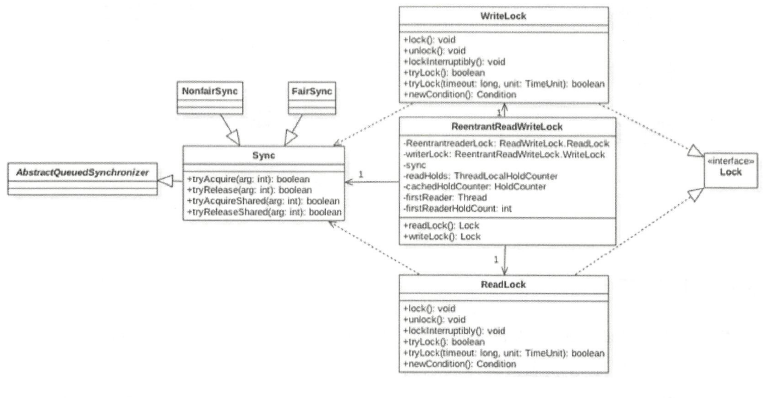 WriteLock
+lock(): void
+unlock(): void
+lockInterruptibly(): void
+tryLock(): boolean
+tryLock(timeout: long, unit: TimeUnit): boolean
+newCondition(): Condition
NonfairSync
FairSync
1
ReentrantReadWriteLock
-ReentrantreaderLock: ReadWriteLock.ReadLock
-writerLock: ReentrantReadWriteLock.WriteLock
-sync
-readHolds: ThreadLocalHoldCounter
-cachedHoldCounter: HoldCounter
-firstReader: Thread
-firstReaderHoldCount: int
+readLock(): Lock
+writeLock(): Lock
Sync
+tryAcquire(arg: int): boolean
+tryRelease(arg: int): boolean
+tryAcquireShared(arg: int): boolean
+tryReleaseShared(arg: int): boolean
AbstractQueuedSynchronizer
1
«interface»
Lock
1
ReadLock
+lock(): void
+unlock(): void
+lockInterruptibly(): void
+tryLock(): boolean
+tryLock(timeout: long, unit: TimeUnit): boolean
+newCondition(): Condition